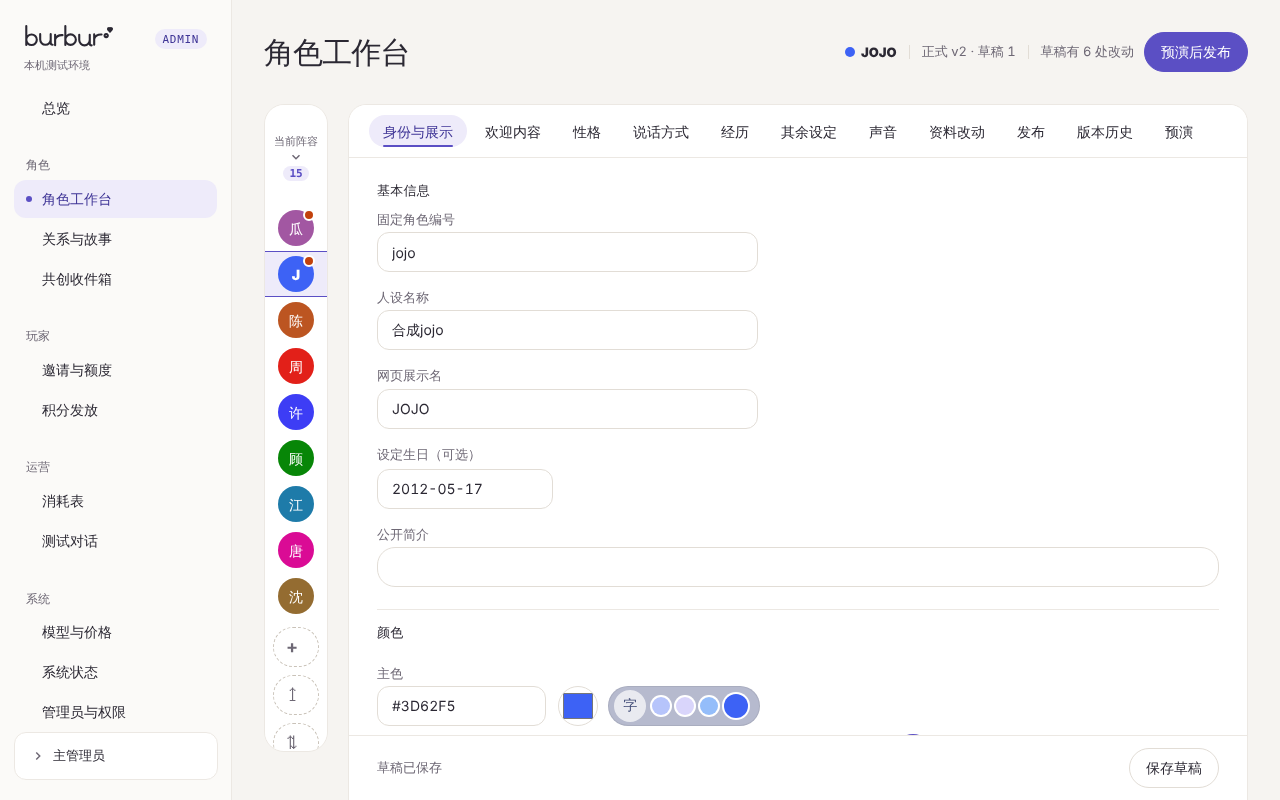 burbur
ADMIN
本机测试环境
总览
角色
角色工作台
关系与故事
共创收件箱
玩家
邀请与额度
积分发放
运营
消耗表
测试对话
系统
模型与价格
系统状态
管理员与权限
主管理员
角色工作台
JOJO
正式 v2 · 草稿 1
草稿有 6 处改动
预演后发布
当前阵容
15
瓜
J
陈
周
许
顾
江
唐
沈
+
身份与展示
欢迎内容
性格
说话方式
经历
其余设定
声音
资料改动
发布
版本历史
预演
基本信息
固定角色编号
jojo
人设名称
合成jojo
网页展示名
JOJO
设定生日（可选）
2012-05-17
公开简介
颜色
主色
#3D62F5
字
草稿已保存
保存草稿